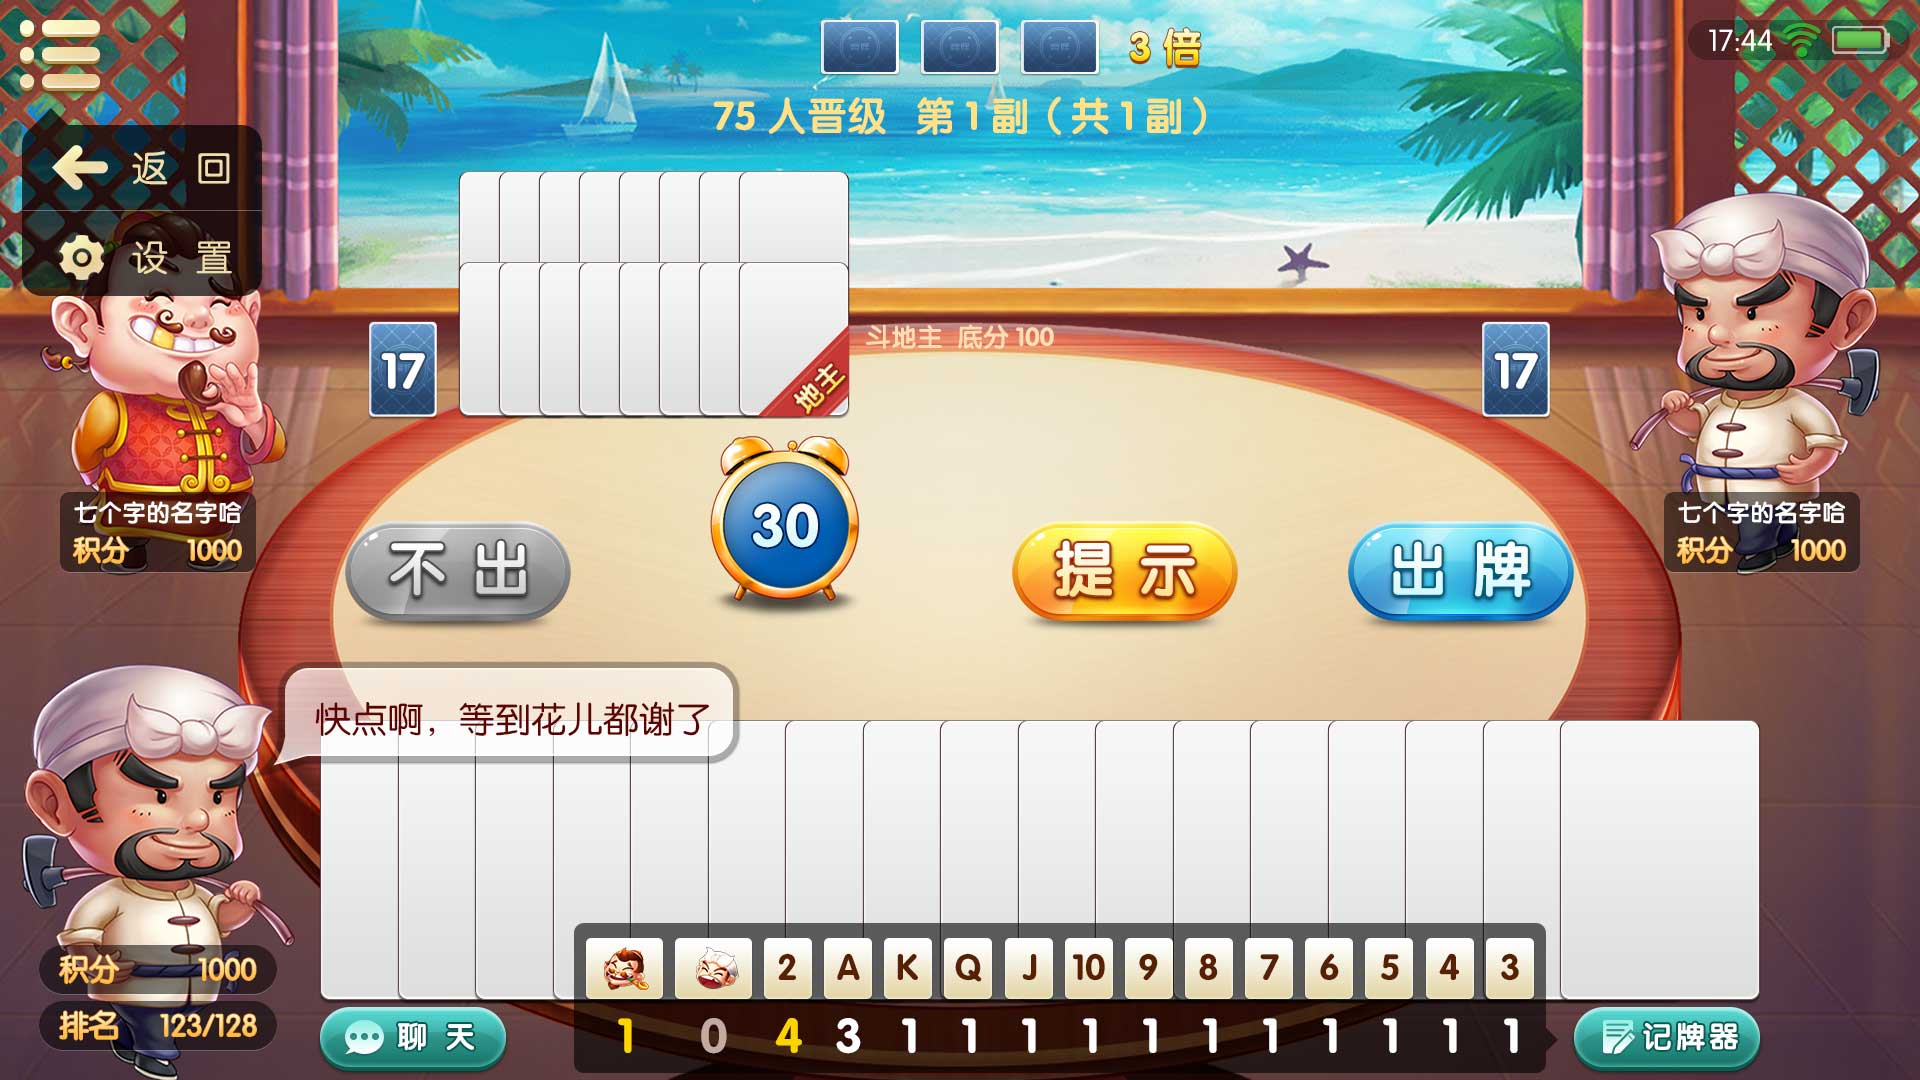 3 倍
17:44
75 人晋级 第1副（共1副）
返 回
设 置
斗地主 底分 100
17
地主
17
30
七个字的名字哈
积分 1000
七个字的名字哈
积分 1000
不 出
提 示
出 牌
快点啊，等到花儿都谢了
积分 1000
排名 123/128
聊 天
2 A K Q J 10 9 8 7 6 5 4 3
1 0 4 3 1 1 1 1 1 1 1 1 1 1 1
记牌器